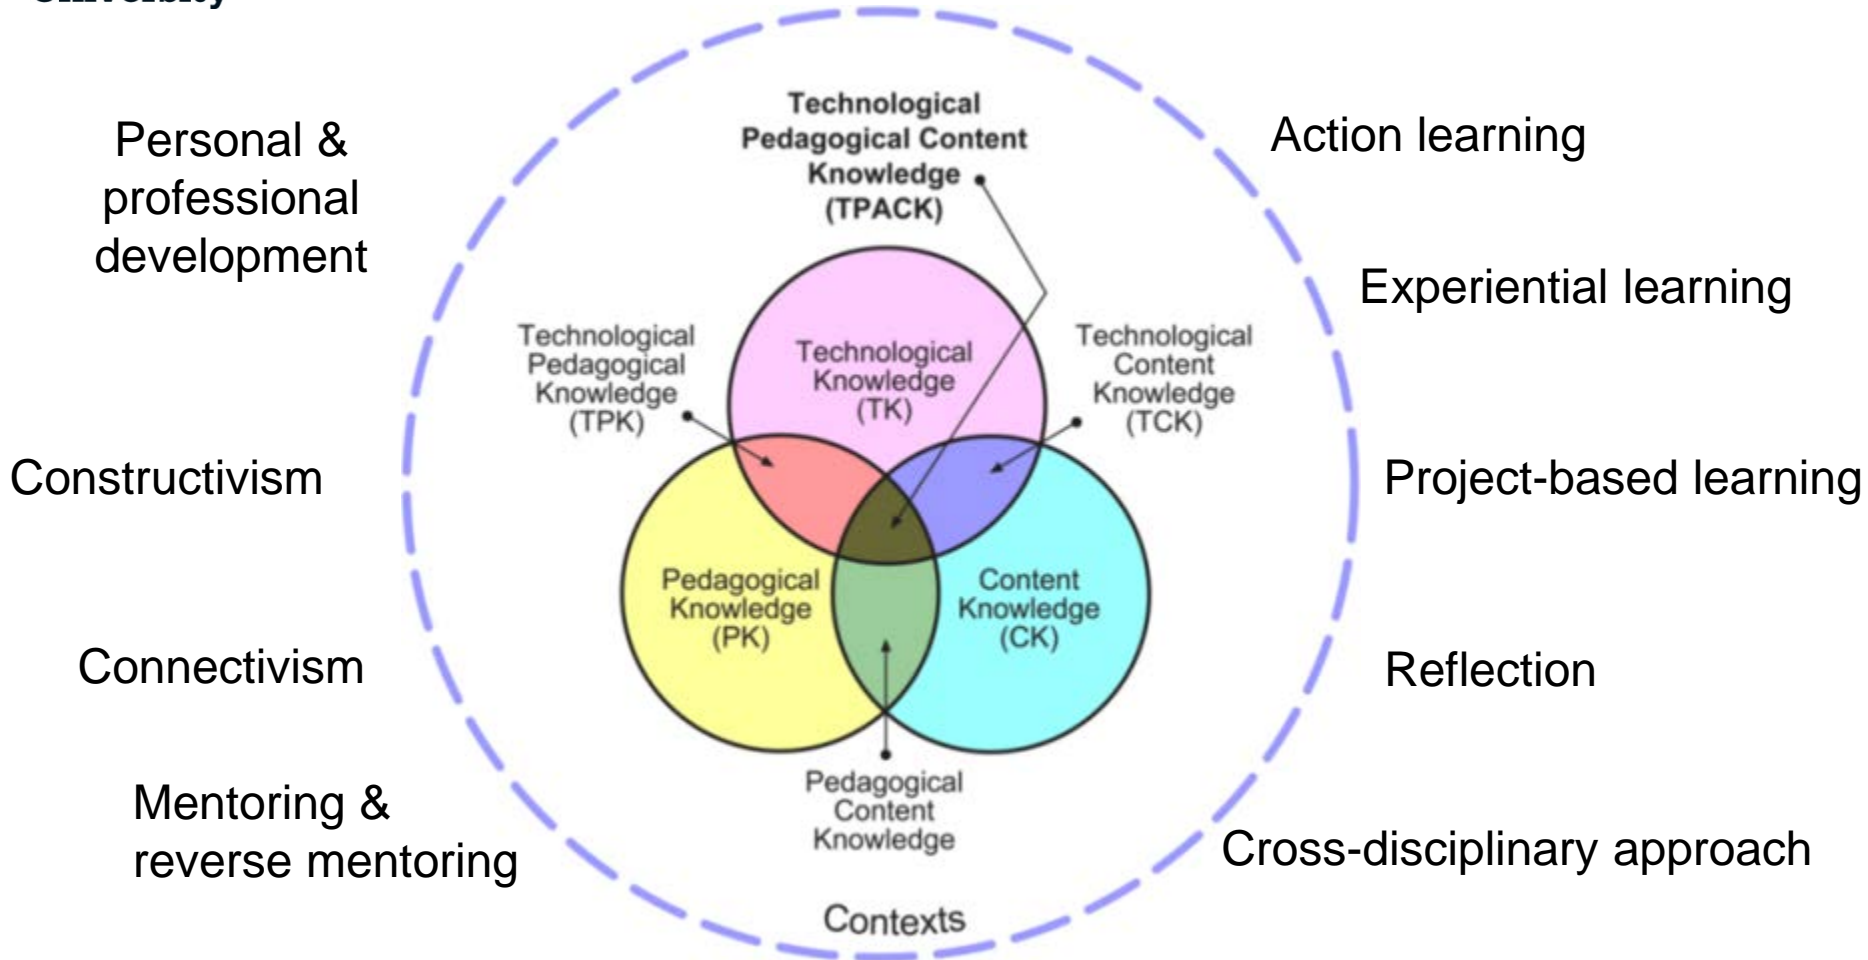 Personal &
professional
development
Constructivism
Connectivism
Mentoring &
reverse mentoring
Technological
Pedagogical Content
Knowledge
(TPACK)
Technological
Pedagogical
Knowledge
(TPK)
Technological
Knowledge
(TK)
Technological
Content
Knowledge
(TCK)
Pedagogical
Knowledge
(PK)
Content
Knowledge
(CK)
Pedagogical
Content
Knowledge
Contexts
Action learning
Experiential learning
Project-based learning
Reflection
Cross-disciplinary approach